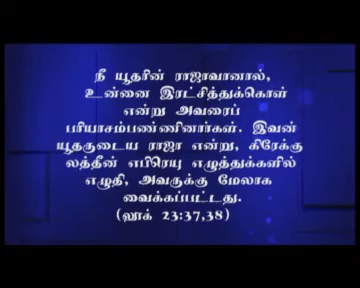 நீ யூதரின் ராஜாவானால்,
உன்னை இரட்சித்துக்கொள்
என்று அவரைப்
பரியாசம்பண்ணினார்கள். இவன்
யூதருடைய ராஜா என்று, கிரேக்கு
லத்தீன் எபிரெயு எழுத்துக்களில்
எழுதி, அவருக்கு மேலாக
வைக்கப்பட்டது.
(லூக் 23:37,38)